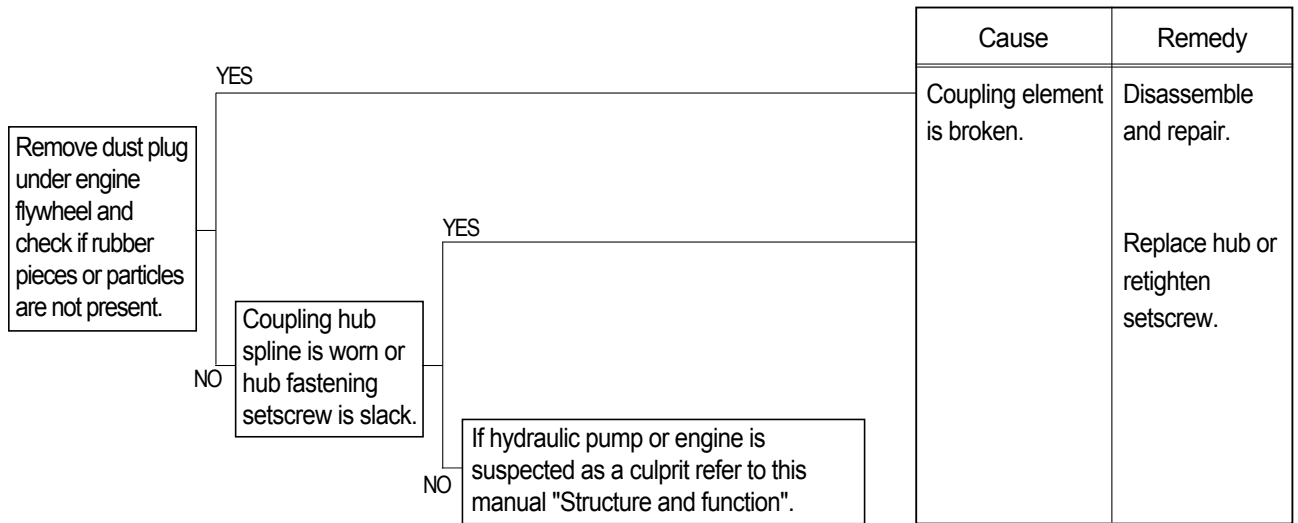 Cause
Remedy
YES
Coupling element
is broken.
Disassemble
and repair.
Remove dust plug
under engine
flywheel and
check if rubber
pieces or particles
are not present.
YES
Replace hub or
retighten
setscrew.
NO
Coupling hub
spline is worn or
hub fastening
setscrew is slack.
NO
If hydraulic pump or engine is
suspected as a culprit refer to this
manual "Structure and function".